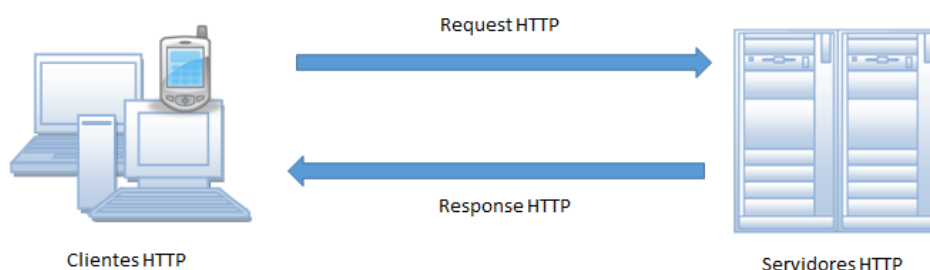 Request HTTP
Response HTTP
Clientes HTTP
Servidores HTTP